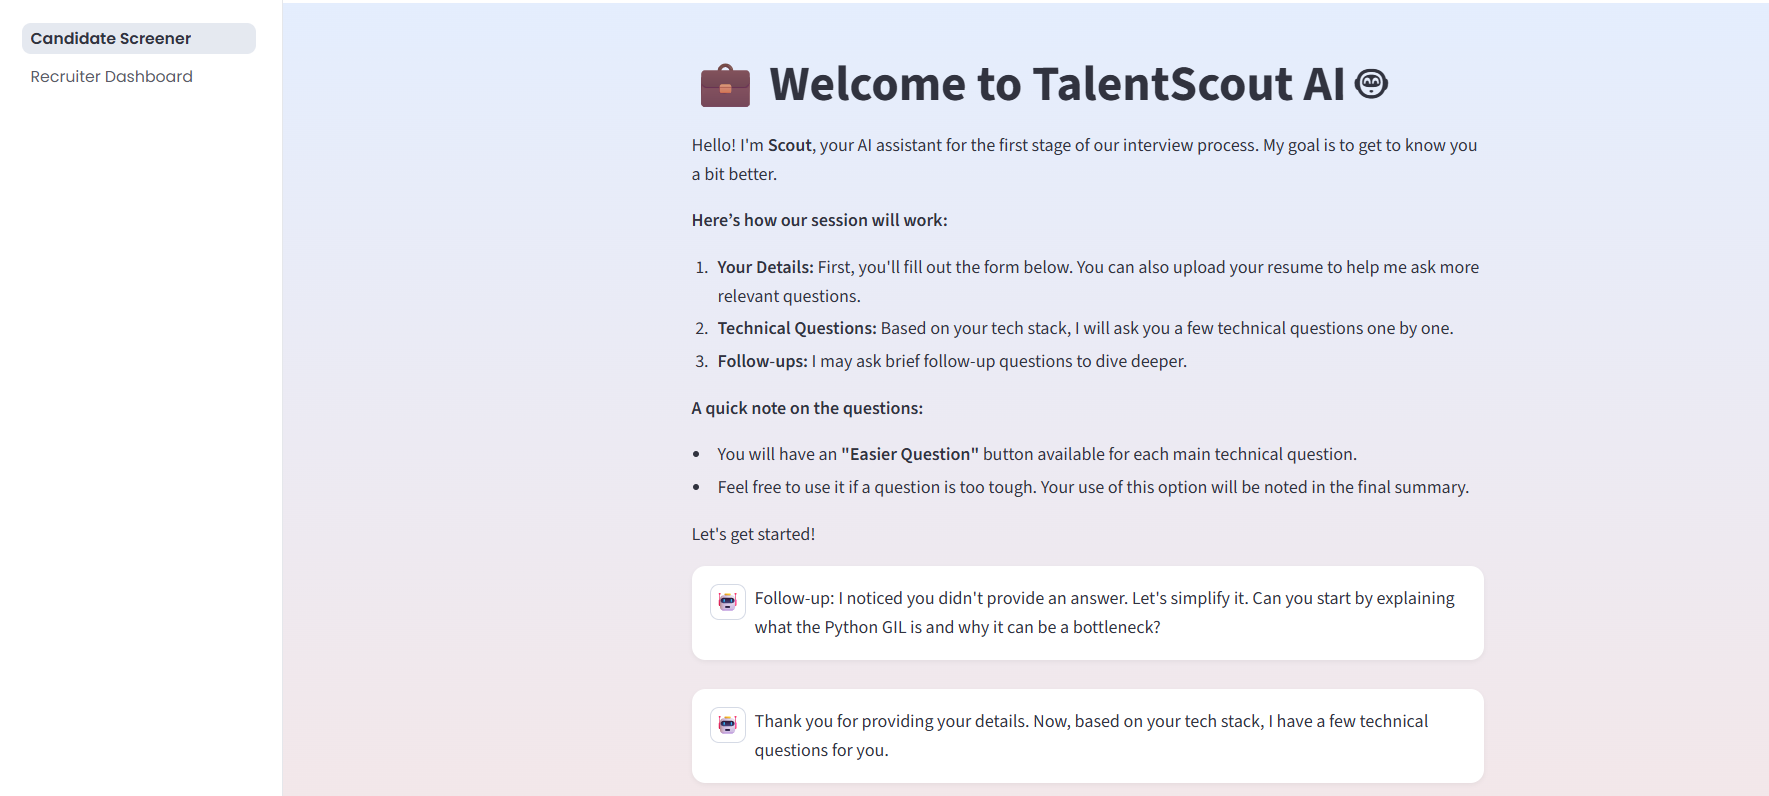 Candidate Screener
Recruiter Dashboard
Welcome to TalentScout AI
Hello! I'm Scout, your AI assistant for the first stage of our interview process. My goal is to get to know you
a bit better.
Here’s how our session will work:
1. Your Details: First, you'll fill out the form below. You can also upload your resume to help me ask more
relevant questions.
2. Technical Questions: Based on your tech stack, I will ask you a few technical questions one by one.
3. Follow-ups: I may ask brief follow-up questions to dive deeper.
A quick note on the questions:
• You will have an "Easier Question" button available for each main technical question.
• Feel free to use it if a question is too tough. Your use of this option will be noted in the final summary.
Let's get started!
Follow-up: I noticed you didn't provide an answer. Let's simplify it. Can you start by explaining
what the Python GIL is and why it can be a bottleneck?
Thank you for providing your details. Now, based on your tech stack, I have a few technical
questions for you.